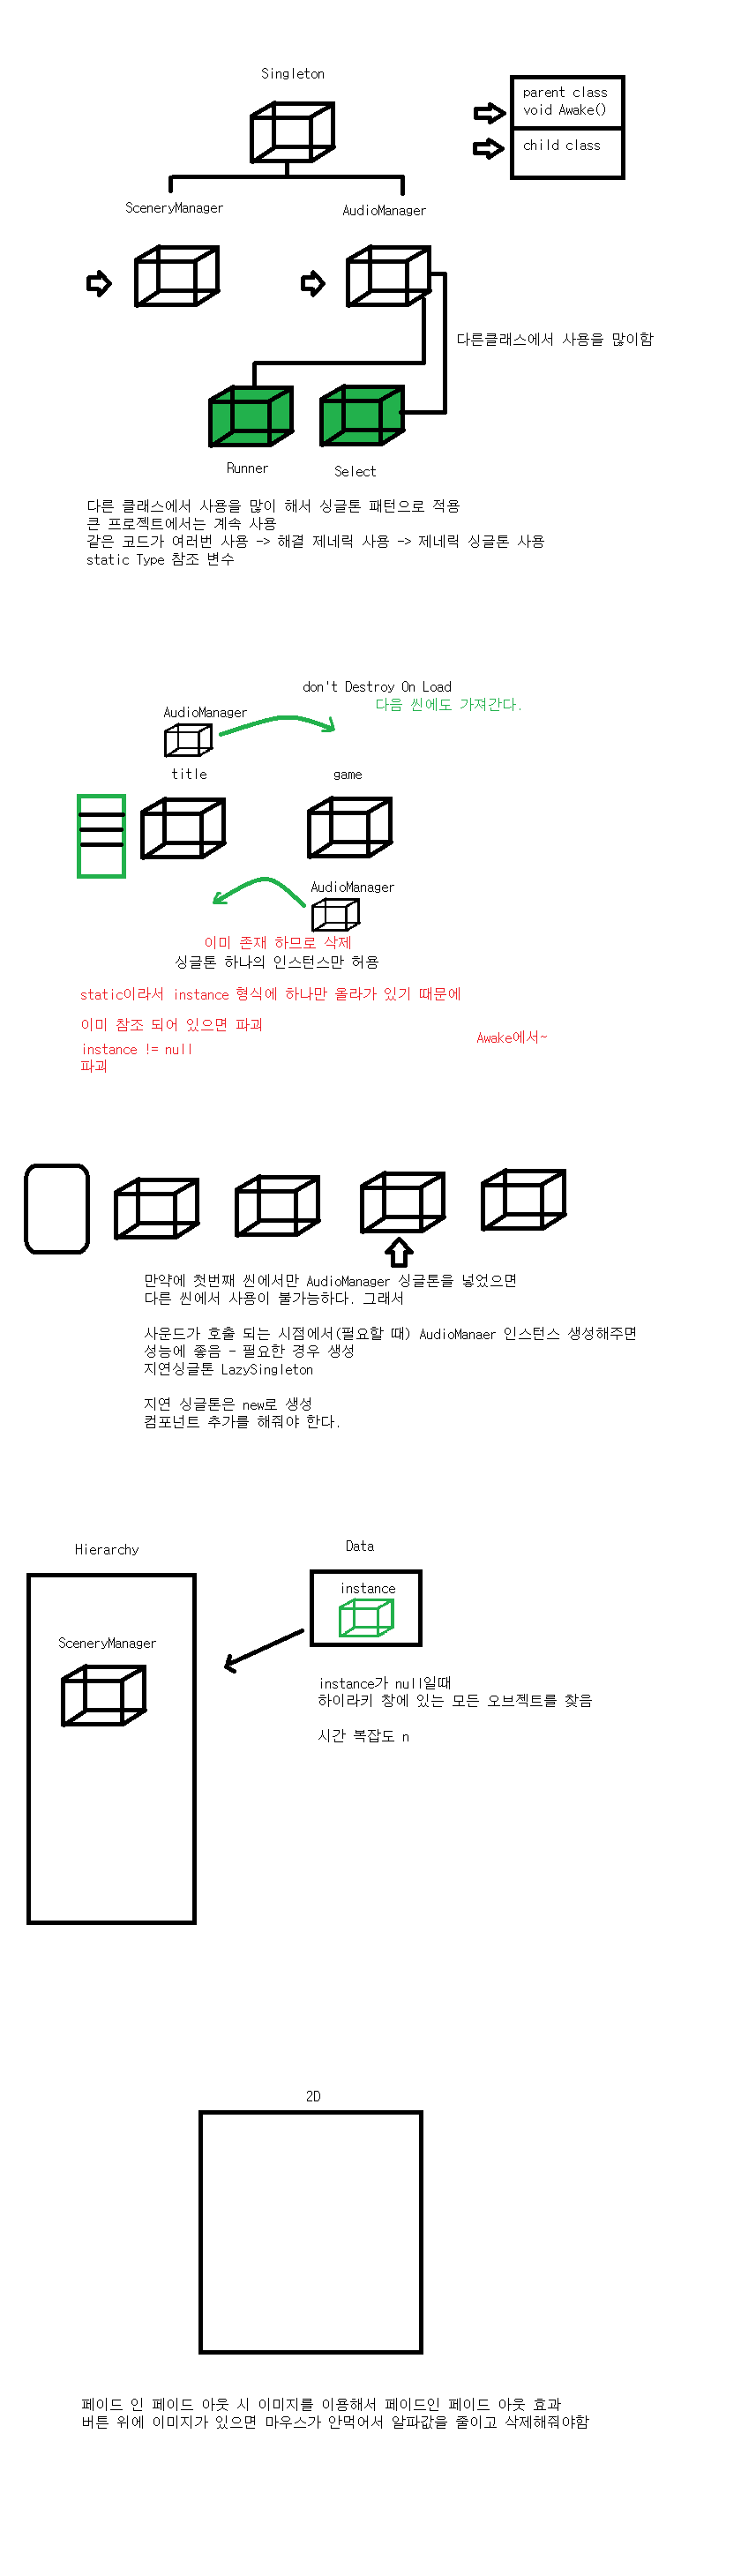 Singleton
parent class
void Awake()
child class
SceneryManager
AudioManager
다른클래스에서 사용을 많이함
Runner
Select
다른 클래스에서 사용을 많이 해서 싱글톤 패턴으로 적용
큰 프로젝트에서는 계속 사용
같은 코드가 여러번 사용 -> 해결 제네릭 사용 -> 제네릭 싱글톤 사용
static Type 참조 변수
don't Destroy On Load
다음 씬에도 가져간다.
AudioManager
title
game
AudioManager
이미 존재 하므로 삭제
싱글톤 하나의 인스턴스만 허용
static이라서 instance 형식에 하나만 올라가 있기 때문에
이미 참조 되어 있으면 파괴
Awake에서~
instance != null
파괴
만약에 첫번째 씬에서만 AudioManager 싱글톤을 넣었으면
다른 씬에서 사용이 불가능하다. 그래서
사운드가 호출 되는 시점에서(필요할 때) AudioManaer 인스턴스 생성해주면
성능에 좋음 - 필요한 경우 생성
지연싱글톤 LazySingleton
지연 싱글톤은 new로 생성
컴포넌트 추가를 해줘야 한다.
Hierarchy
Data
instance
SceneryManager
instance가 null일때
하이라키 창에 있는 모든 오브젝트를 찾음
시간 복잡도 n
2D
페이드 인 페이드 아웃 시 이미지를 이용해서 페이드인 페이드 아웃 효과
버튼 위에 이미지가 있으면 마우스가 안먹어서 알파값을 줄이고 삭제해줘야함